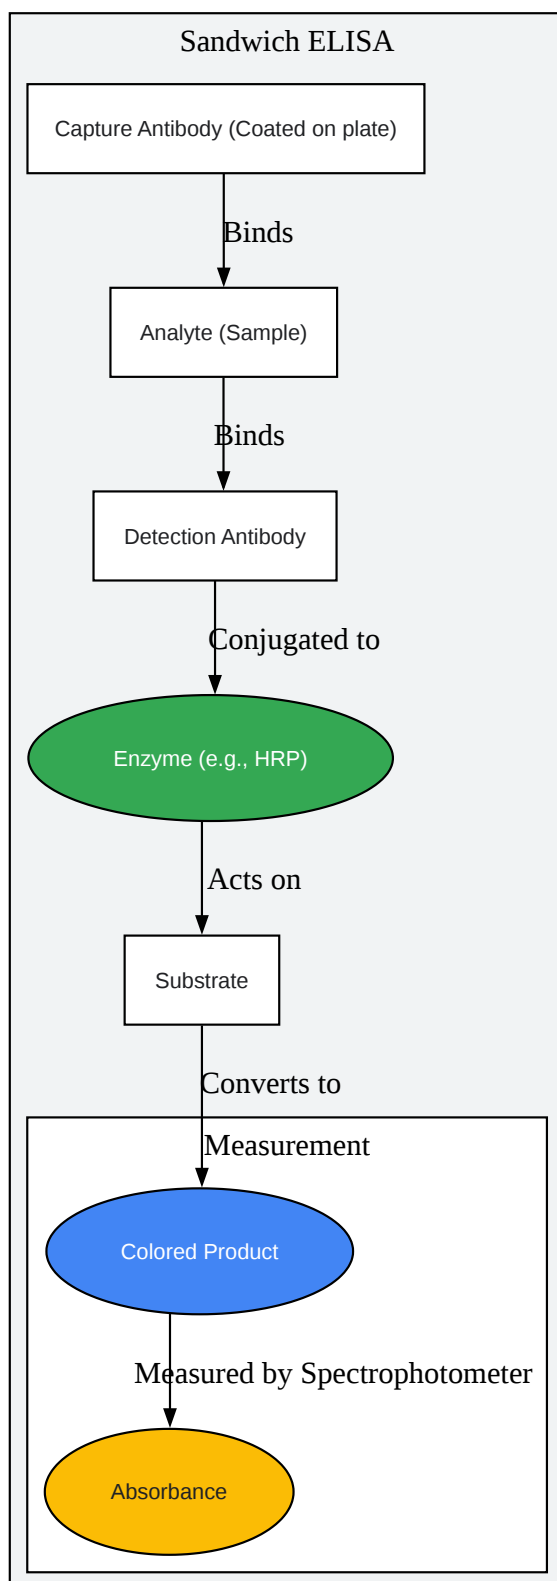 Sandwich ELISA
Capture Antibody (Coated on plate)
Binds
Analyte (Sample)
Binds
Detection Antibody
Conjugated to
Enzyme (e.g., HRP)
Acts on
Substrate
Converts to
Measurement
Colored Product
Measured by Spectrophotometer
Absorbance